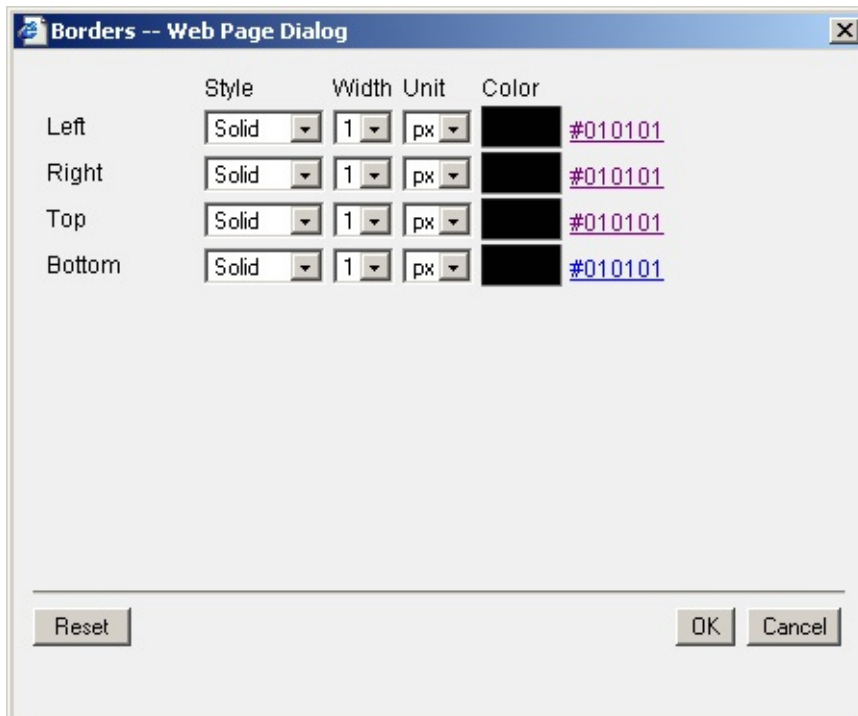 Borders -- Web Page Dialog
Style Width Unit Color
Left Solid 1 px #010101
Right Solid 1 px #010101
Top Solid 1 px #010101
Bottom Solid 1 px #010101
Reset OK Cancel